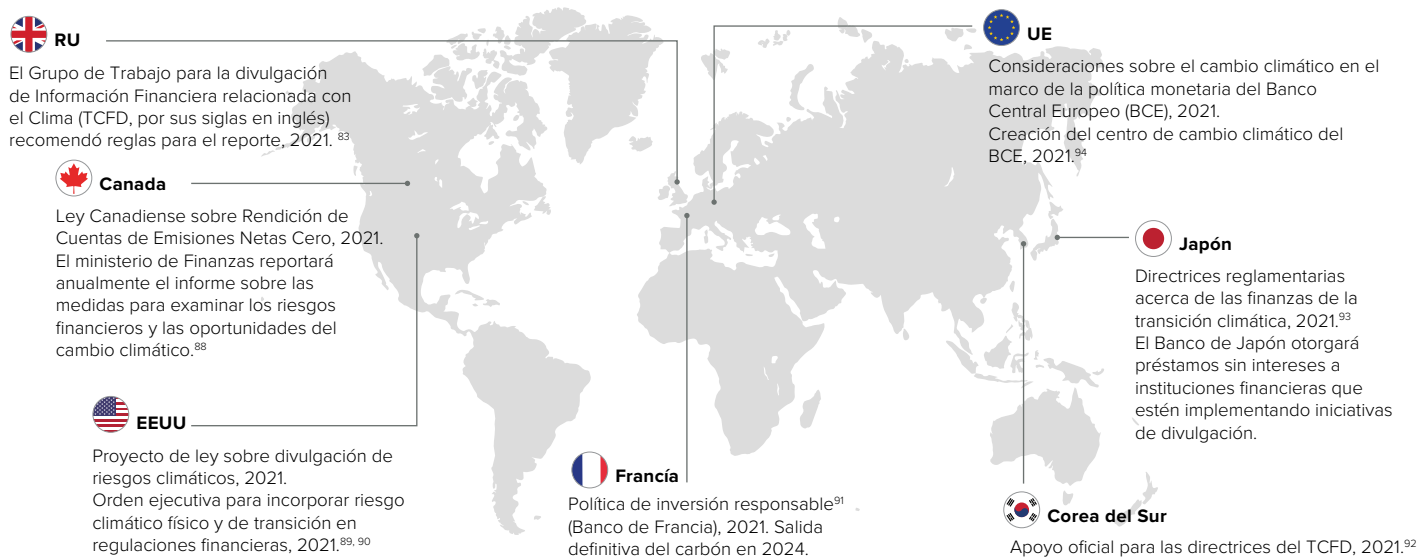 RU
El Grupo de Trabajo para la divulgación
de Información Financiera relacionada con
el Clima (TCFD, por sus siglas en inglés)
recomendó reglas para el reporte, 2021. 83
Canada
Ley Canadiense sobre Rendición de
Cuentas de Emisiones Netas Cero, 2021.
El ministerio de Finanzas reportará
anualmente el informe sobre las
medidas para examinar los riesgos
financieros y las oportunidades del
cambio climático.88
EEUU
Proyecto de ley sobre divulgación de
riesgos climáticos, 2021.
Orden ejecutiva para incorporar riesgo
climático físico y de transición en
regulaciones financieras, 2021.89, 90
Francía
Política de inversión responsable91
(Banco de Francia), 2021. Salida
definitiva del carbón en 2024.
UE
Consideraciones sobre el cambio climático en el
marco de la política monetaria del Banco
Central Europeo (BCE), 2021.
Creación del centro de cambio climático del
BCE, 2021.94
Japón
Directrices reglamentarias
acerca de las finanzas de la
transición climática, 2021.93
El Banco de Japón otorgará
préstamos sin intereses a
instituciones financieras que
estén implementando iniciativas
de divulgación.
Corea del Sur
Apoyo oficial para las directrices del TCFD, 2021.92